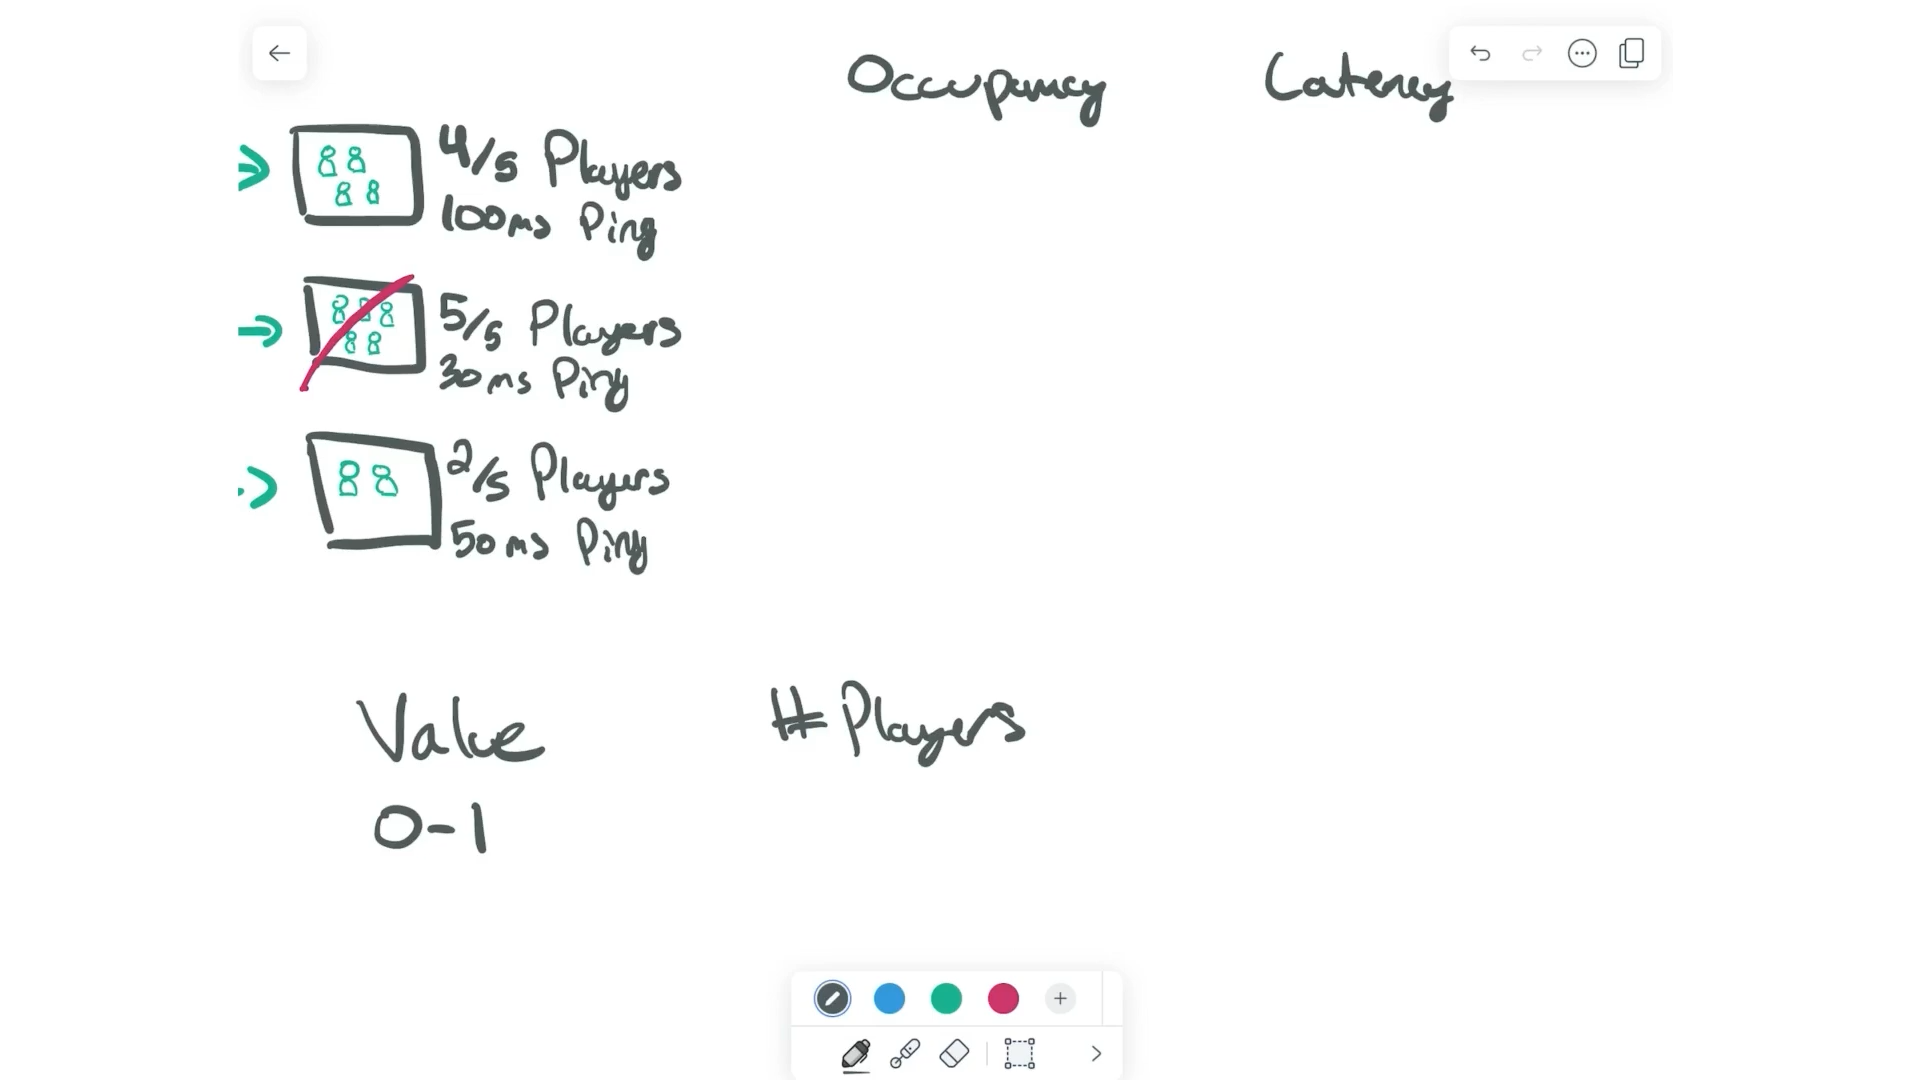 Occupancy Latency
4/5 Players
100ms Ping
5/5 Players
30ms Ping
2/5 Players
50ms Ping
Value #Players
0-1